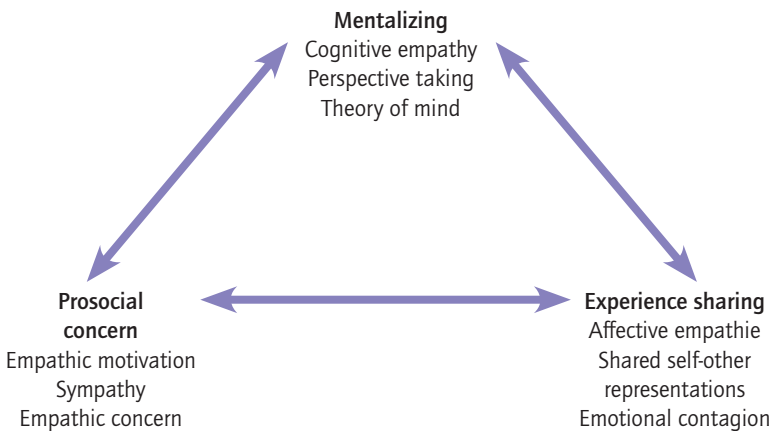 Mentalizing
Cognitive empathy
Perspective taking
Theory of mind
Prosocial
concern
Empathic motivation
Sympathy
Empathic concern
Experience sharing
Affective empathie
Shared self-other
representations
Emotional contagion